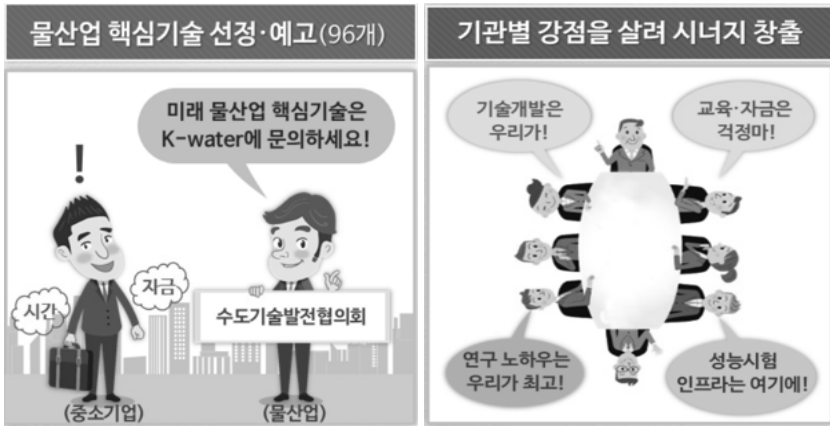 물산업 핵심기술 선정·예고(96개)
미래 물산업 핵심기술은
K-water에 문의하세요!
!
시간
자금
수도기술발전협의회
(중소기업)
(물산업)
기관별 강점을 살려 시너지 창출
기술개발은
우리가!
교육·자금은
걱정마!
연구 노하우는
우리가 최고!
성능시험
인프라는 여기에!